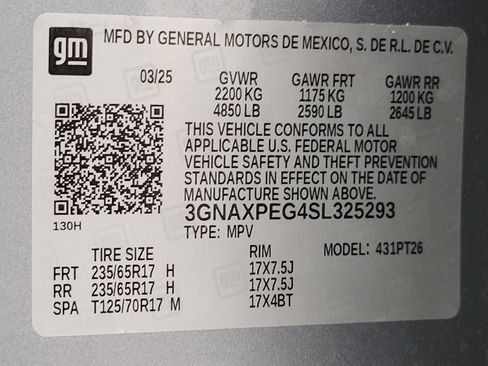 gm MFD BY GENERAL MOTORS DE MEXICO, S. DE R.L. DE C.V.
03/25 GVWR GAWR FRT GAWR RR
2200 KG 1175 KG 1200 KG
4850 LB 2590 LB 2645 LB
THIS VEHICLE CONFORMS TO ALL
APPLICABLE U.S. FEDERAL MOTOR
VEHICLE SAFETY AND THEFT PREVENTION
STANDARDS IN EFFECT ON THE DATE OF
MANUFACTURE SHOWN ABOVE.
3GNAXPEG4SL325293
130H TYPE: MPV
TIRE SIZE RIM MODEL: 431PT26
FRT 235/65R17 H 17X7.5J
RR 235/65R17 H 17X7.5J
SPA T125/70R17 M 17X4BT